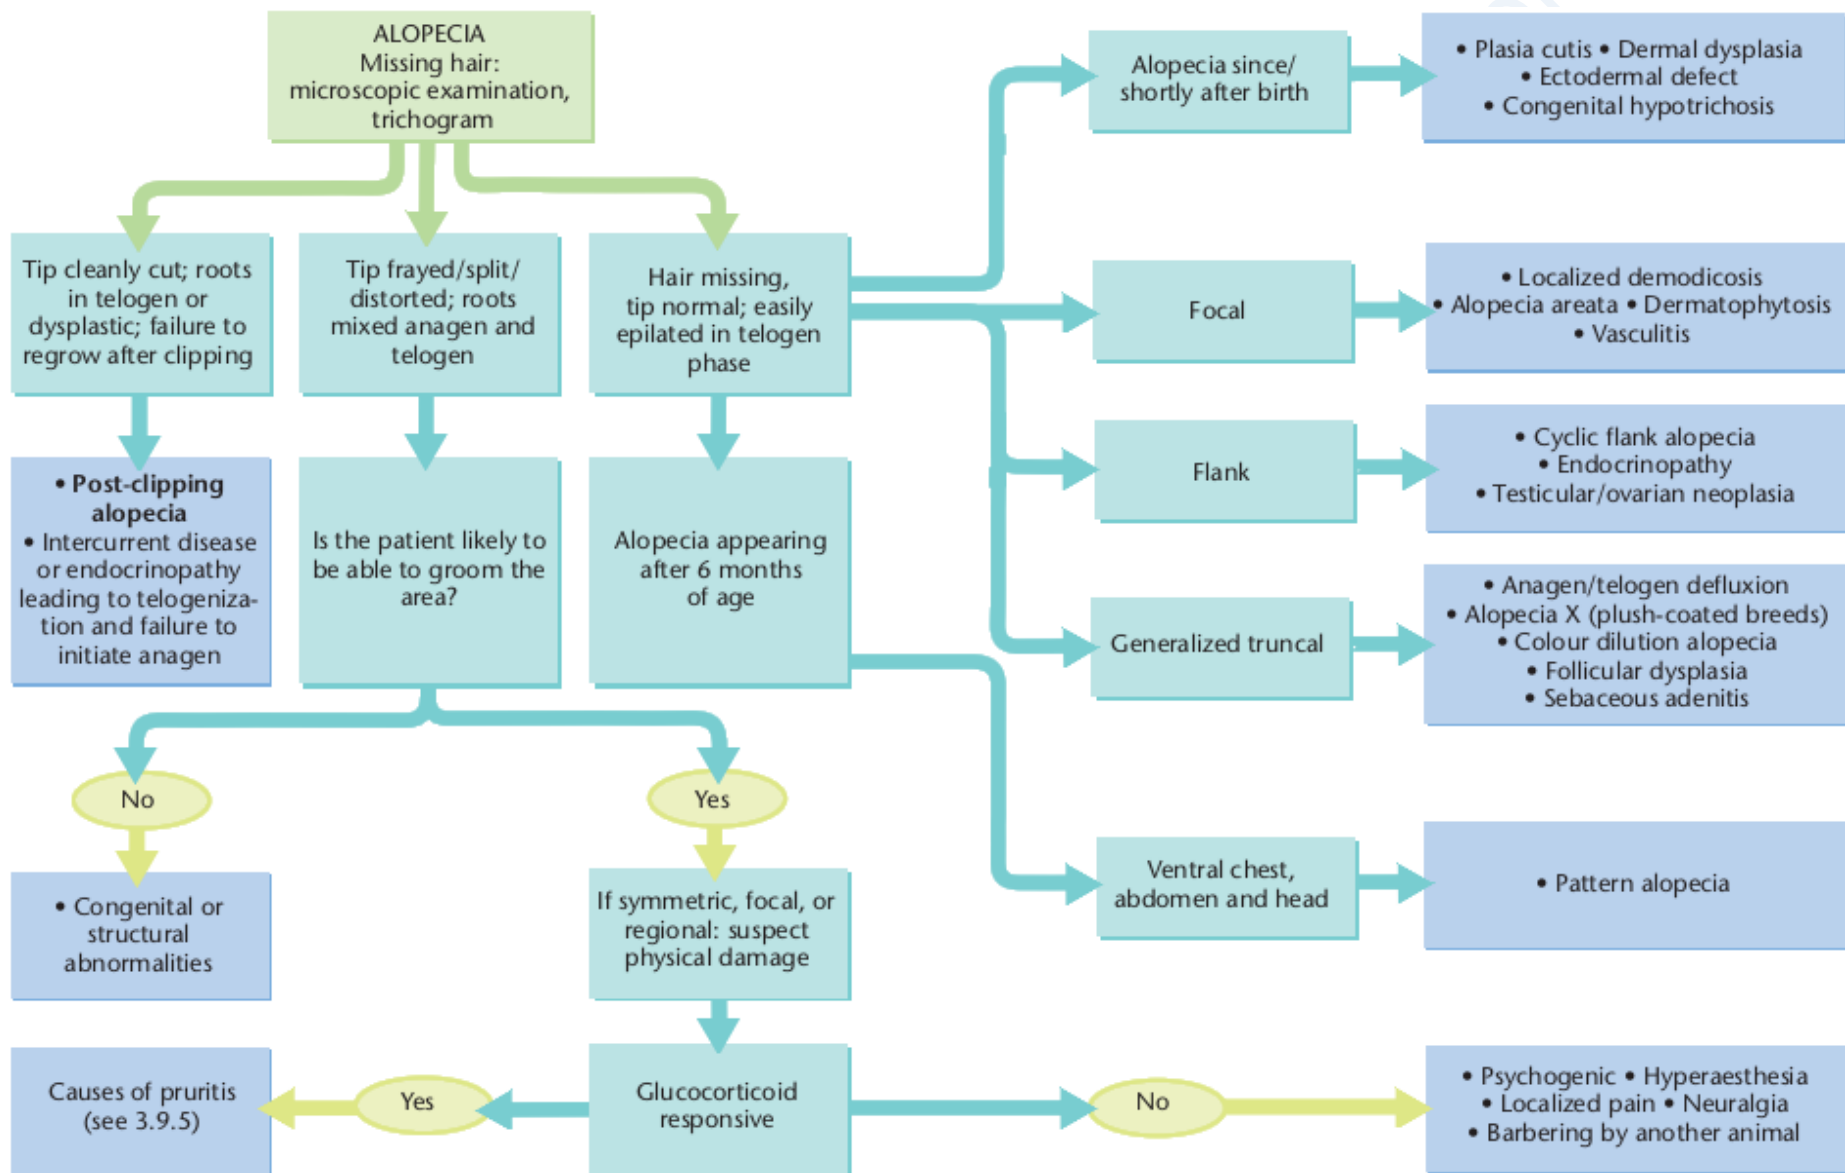 ALOPECIA
Missing hair:
microscopic examination,
trichogram
Tip cleanly cut; roots
in telogen or
dysplastic; failure to
regrow after clipping
Tip frayed/split/
distorted; roots
mixed anagen and
telogen
Hair missing,
tip normal; easily
epilated in telogen
phase
• Post-clipping
alopecia
• Intercurrent disease
or endocrinopathy
leading to telogeniza-
tion and failure to
initiate anagen
Is the patient likely to
be able to groom the
area?
Alopecia appearing
after 6 months
of age
No
Yes
• Congenital or
structural
abnormalities
If symmetric, focal, or
regional: suspect
physical damage
Causes of pruritis
(see 3.9.5)
Yes
Glucocorticoid
responsive
No
• Psychogenic • Hyperaesthesia
• Localized pain • Neuralgia
• Barbering by another animal
Alopecia since/
shortly after birth
• Plasia cutis • Dermal dysplasia
• Ectodermal defect
• Congenital hypotrichosis
Focal
• Localized demodicosis
• Alopecia areata • Dermatophytosis
• Vasculitis
Flank
• Cyclic flank alopecia
• Endocrinopathy
• Testicular/ovarian neoplasia
Generalized truncal
• Anagen/telogen defluxion
• Alopecia X (plush-coated breeds)
• Colour dilution alopecia
• Follicular dysplasia
• Sebaceous adenitis
Ventral chest,
abdomen and head
• Pattern alopecia